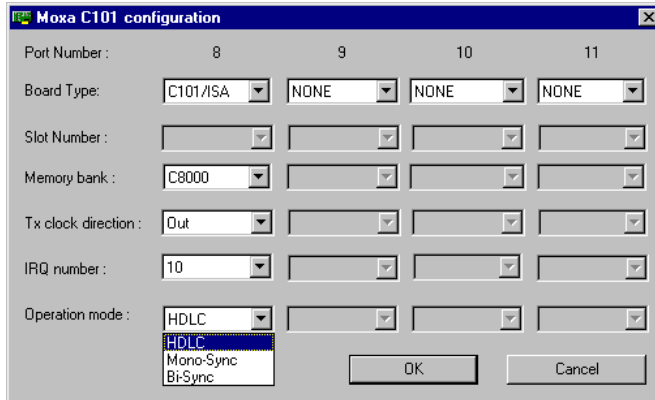 Moxa C101 configuration
Port Number : 8 9 10 11
Board Type: C101/ISA NONE NONE NONE
Slot Number :
Memory bank : C8000
Tx clock direction : Out
IRQ number : 10
Operation mode : HDLC
HDLC
Mono-Sync
Bi-Sync
OK Cancel